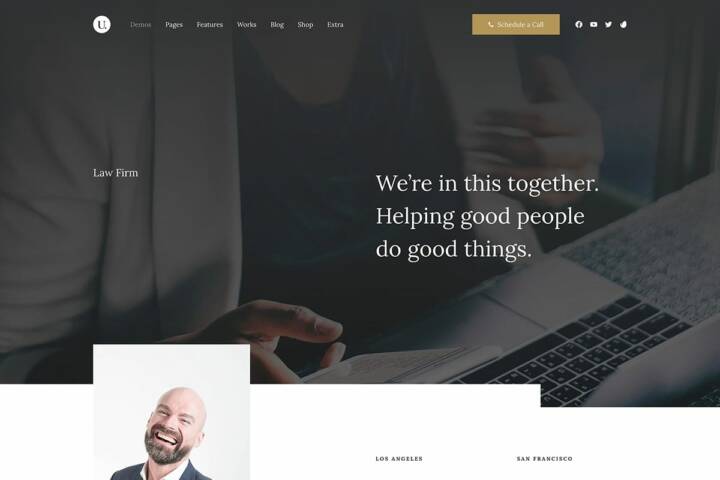 U.
Demos Pages Features Works Blog Shop Extra
Schedule a Call
Law Firm
We’re in this together.
Helping good people
do good things.
LOS ANGELES
SAN FRANCISCO